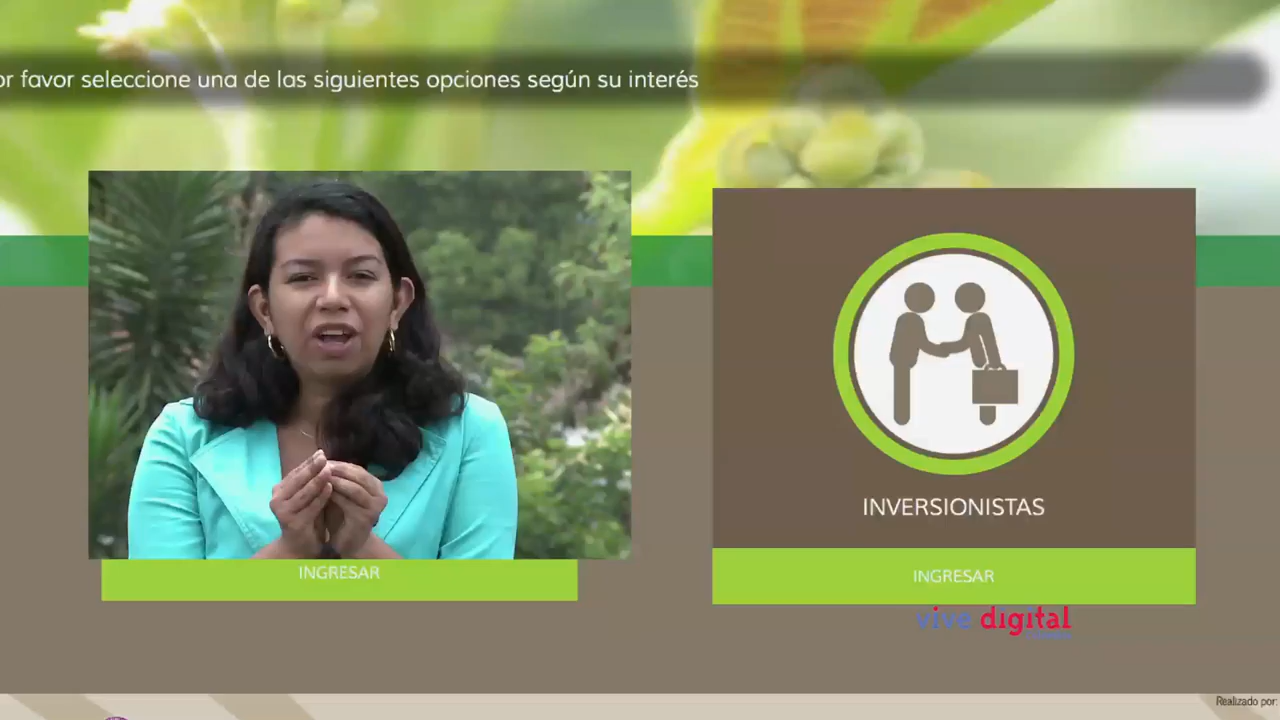 or favor seleccione una de las siguientes opciones según su interés
INVERSIONISTAS
INGRESAR
INGRESAR
vive digital
Realizado por: